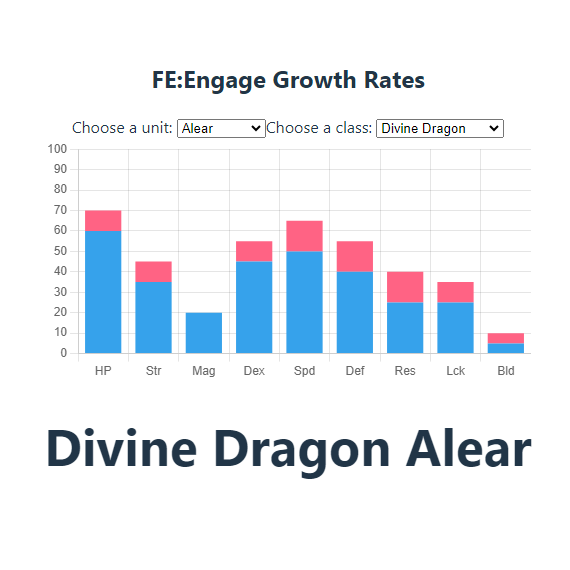 FE:Engage Growth Rates
Choose a unit: Alear Choose a class: Divine Dragon
100
90
80
70
60
50
40
30
20
10
0
HP Str Mag Dex Spd Def Res Lck Bld
Divine Dragon Alear